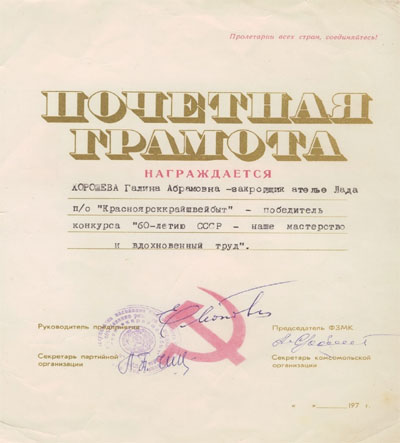 Пролетарии всех стран, соединяйтесь!
ПОЧЕТНАЯ
ГРАМОТА
НАГРАЖДАЕТСЯ
ХОРОШЕВА Галина Абрамовна -закройщик ателье Лада
п/о "Красноярсккрайшвейбыт" - победитель
конкурса "60-летию СССР - наше мастерство
и вдохновенный труд".
Руководитель предприятия
Председатель ФЗМК
Секретарь партийной
организации
Секретарь комсомольской
организации
« » 197 г.